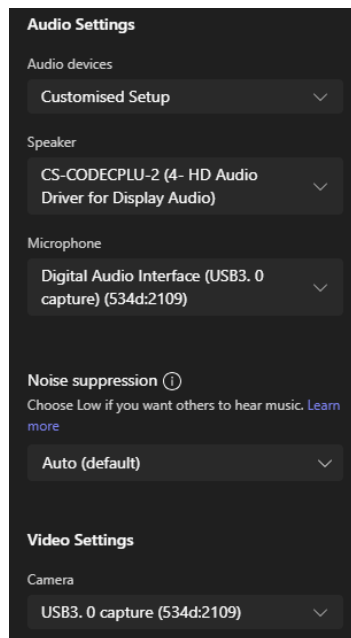 Audio Settings
Audio devices
Customised Setup
Speaker
CS-CODECPLU-2 (4- HD Audio
Driver for Display Audio)
Microphone
Digital Audio Interface (USB3. 0
capture) (534d:2109)
Noise suppression
Choose Low if you want others to hear music. Learn
more
Auto (default)
Video Settings
Camera
USB3. 0 capture (534d:2109)